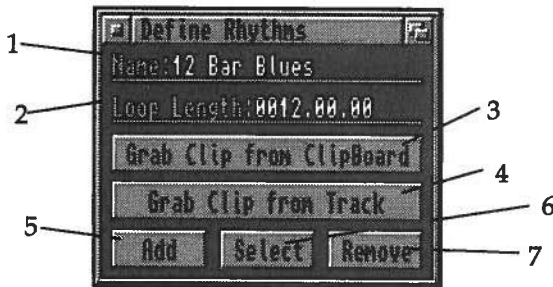 Define Rhythms
1
Name:12 Bar Blues
2
Loop Length:0012.00.00
3
Grab Clip from ClipBoard
4
Grab Clip from Track
5
6
Add Select Remove
7